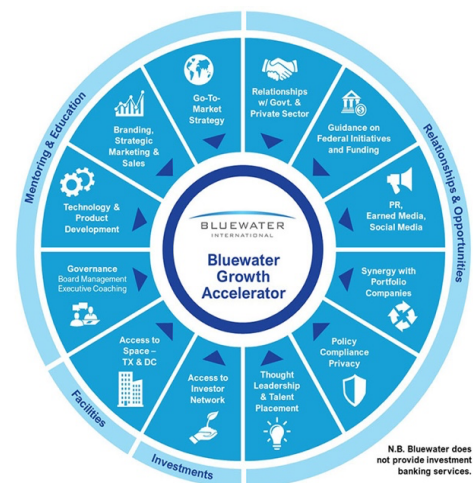 Mentoring & Education
Relationships & Opportunities
Facilities
Investments
Go-To-
Market
Strategy
Relationships
w/ Govt. &
Private Sector
Guidance on
Federal Initiatives
and Funding
PR,
Earned Media,
Social Media
Synergy with
Portfolio
Companies
Policy
Compliance
Privacy
Thought
Leadership
& Talent
Placement
Access to
Investor
Network
Access to
Space –
TX & DC
Governance
Board Management
Executive Coaching
Technology &
Product
Development
Branding,
Strategic
Marketing &
Sales
BLUEWATER
INTERNATIONAL
Bluewater
Growth
Accelerator
N.B. Bluewater does
not provide investment
banking services.